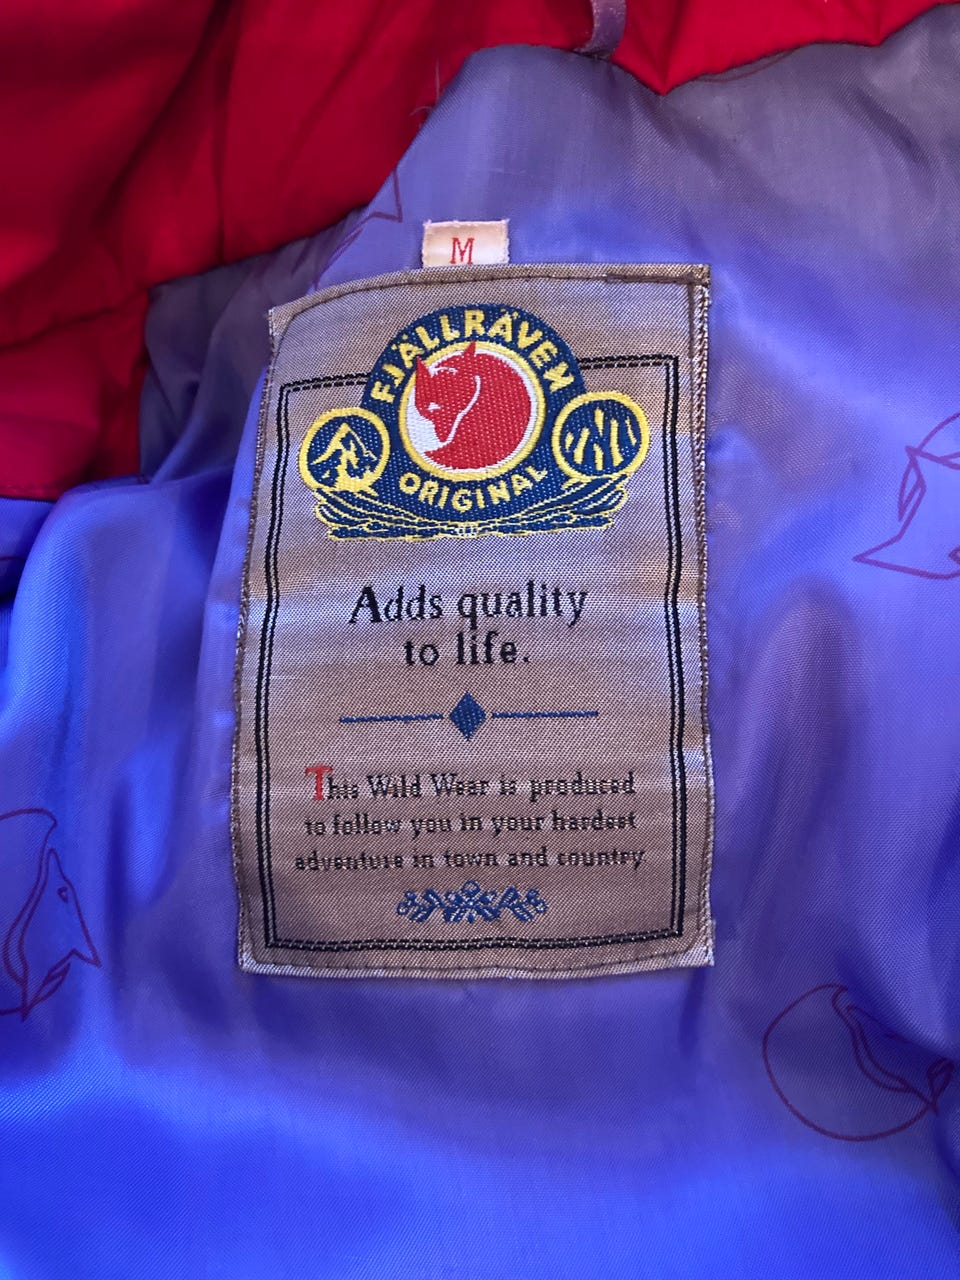 M
FJÄLLRÄVEN
ORIGINAL
Adds quality
to life.
This Wild Wear is produced
to follow you in your hardest
adventure in town and country